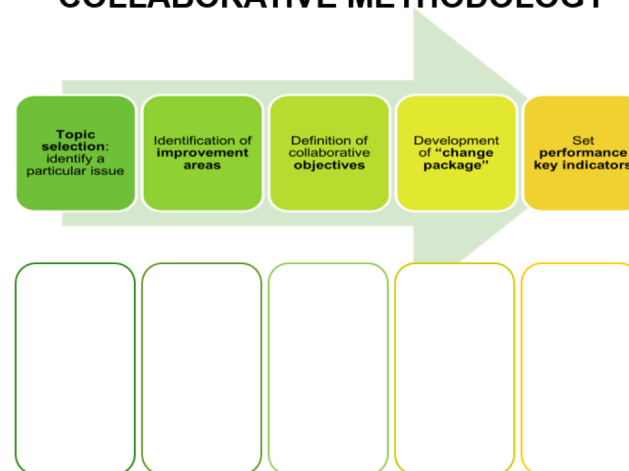 COLLABORATIVE METHODOLOGY
Topic
selection:
identify a
particular issue
Identification of
improvement
areas
Definition of
collaborative
objectives
Development
of “change
package”
Set
performance
key indicators